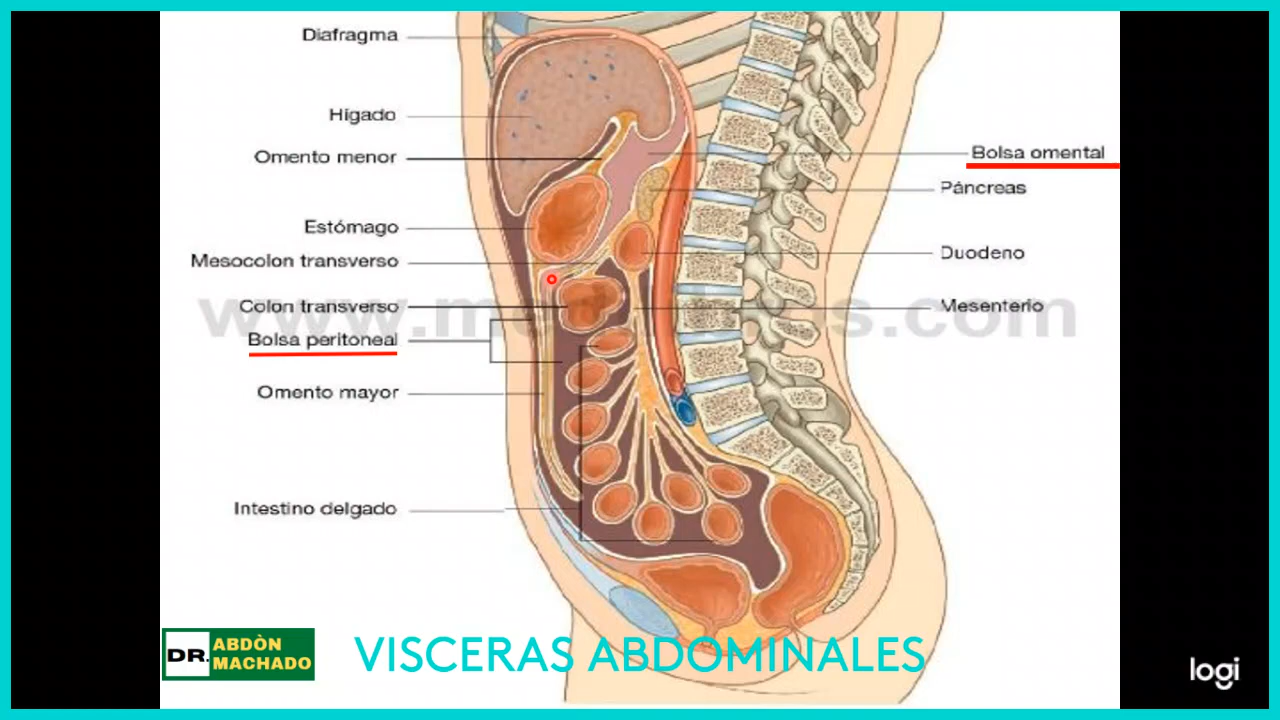 Diafragma
Hígado
Omento menor
Estómago
Mesocolon transverso
Colon transverso
Bolsa peritoneal
Omento mayor
Intestino delgado
Bolsa omental
Páncreas
Duodeno
Mesenterio
DR. ABDÒN
MACHADO
VISCERAS ABDOMINALES
logi